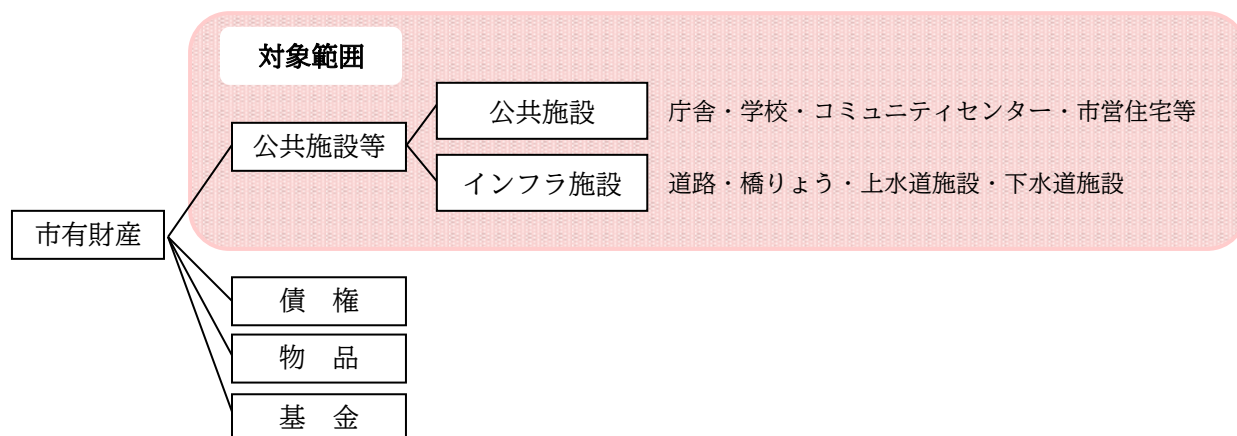 対象範囲
公共施設 庁舎・学校・コミュニティセンター・市営住宅等
公共施設等
インフラ施設 道路・橋りょう・上水道施設・下水道施設
市有財産
債　権
物　品
基　金